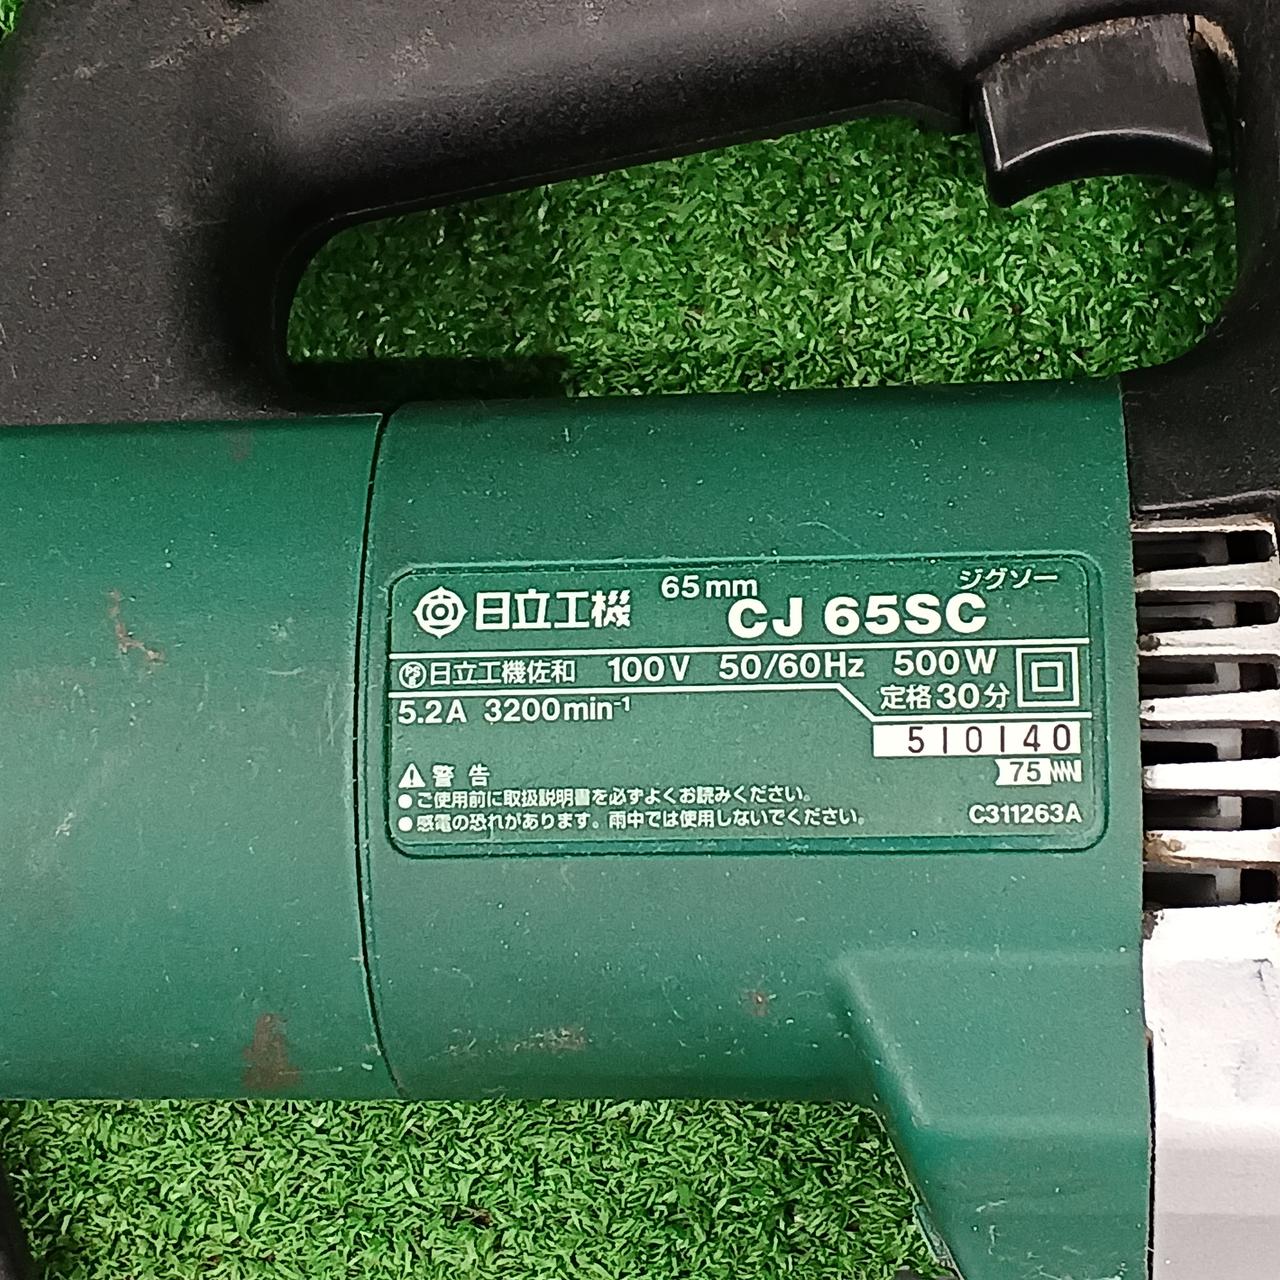 日立工機 65mm ジグソー
CJ 65SC
PS 日立工機佐和 100V 50/60Hz 500W
定格30分
5.2A 3200min⁻¹
510140
75
警告
●ご使用前に取扱説明書を必ずよくお読みください。
●感電の恐れがあります。雨中では使用しないでください。
C311263A